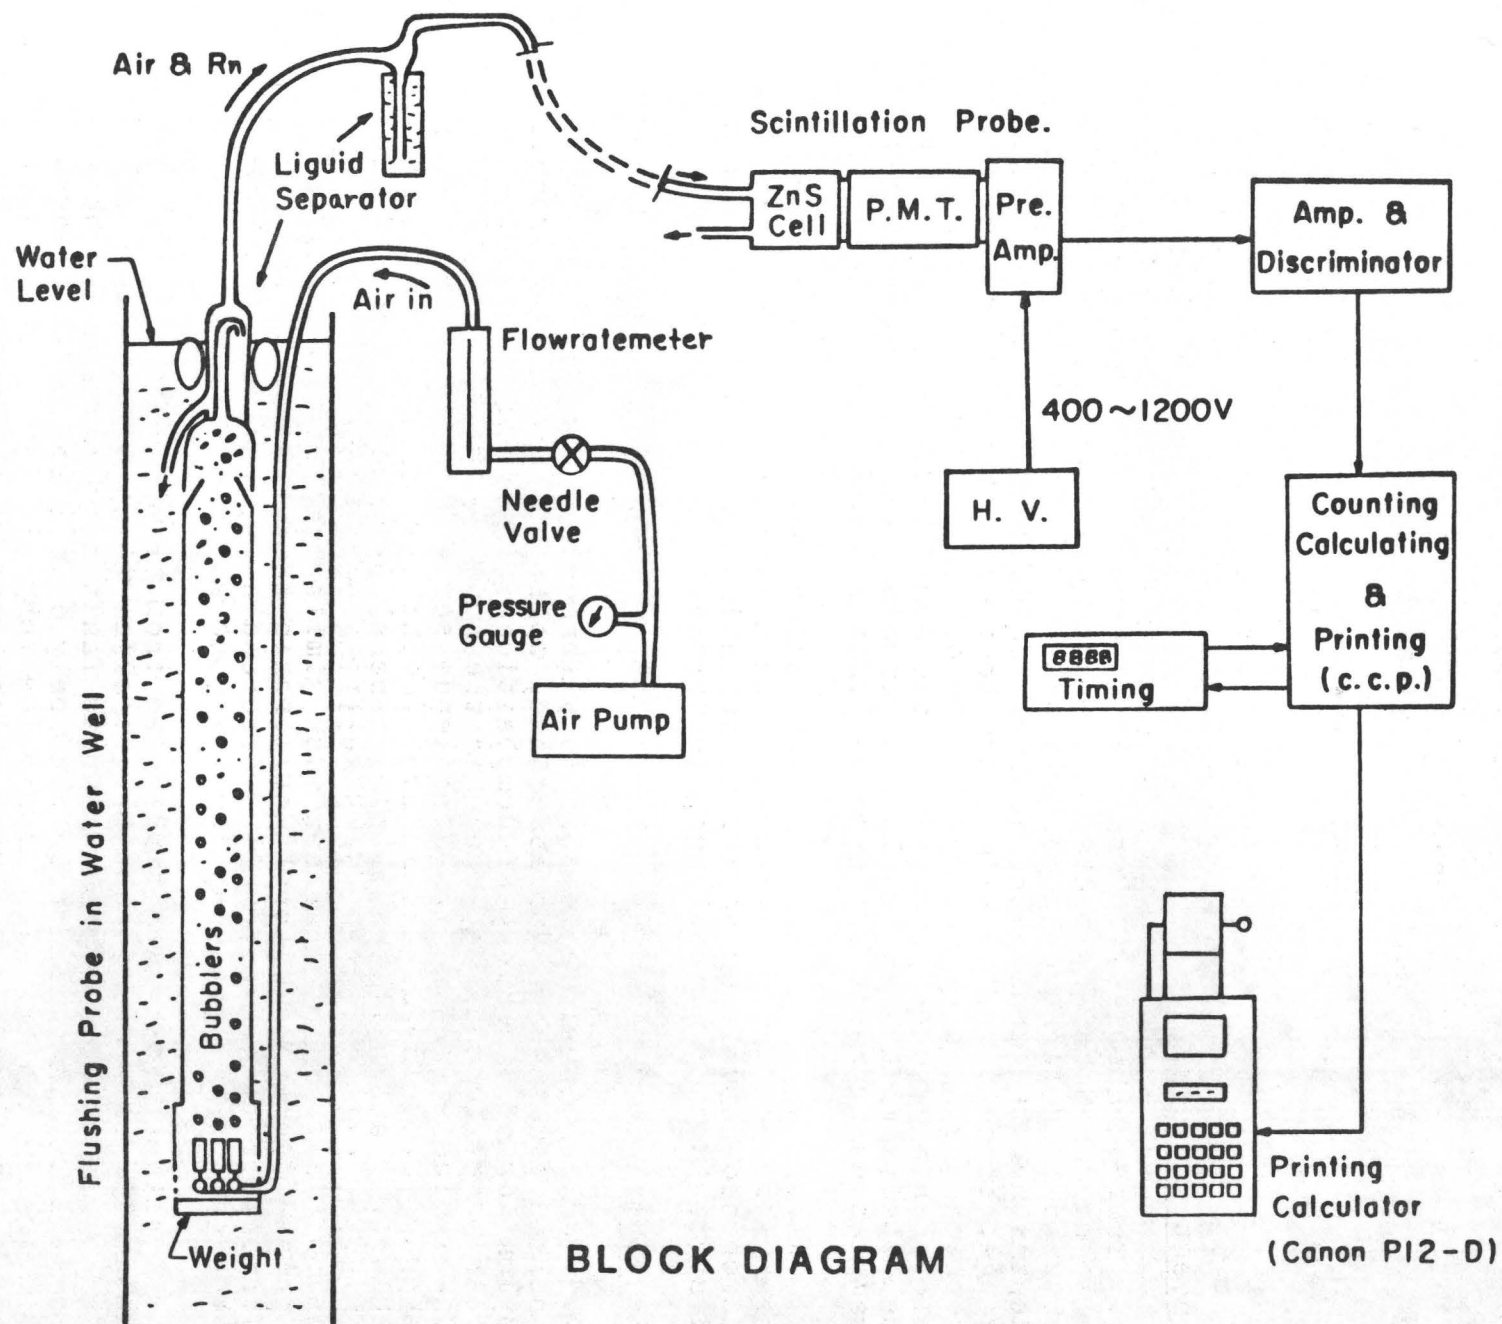 Air & Rn
Scintillation Probe.
Liguid
Separator
ZnS
Cell
P.M.T.
Pre.
Amp.
Amp. &
Discriminator
Water
Level
Air in
Flowratemeter
400~1200V
Needle
Valve
H. V.
Counting
Calculating
&
Printing
(c.c.p.)
Pressure
Gauge
8888
Timing
Air Pump
Flushing Probe in Water Well
Bubblers
Printing
Calculator
(Canon P12-D)
Weight
BLOCK DIAGRAM